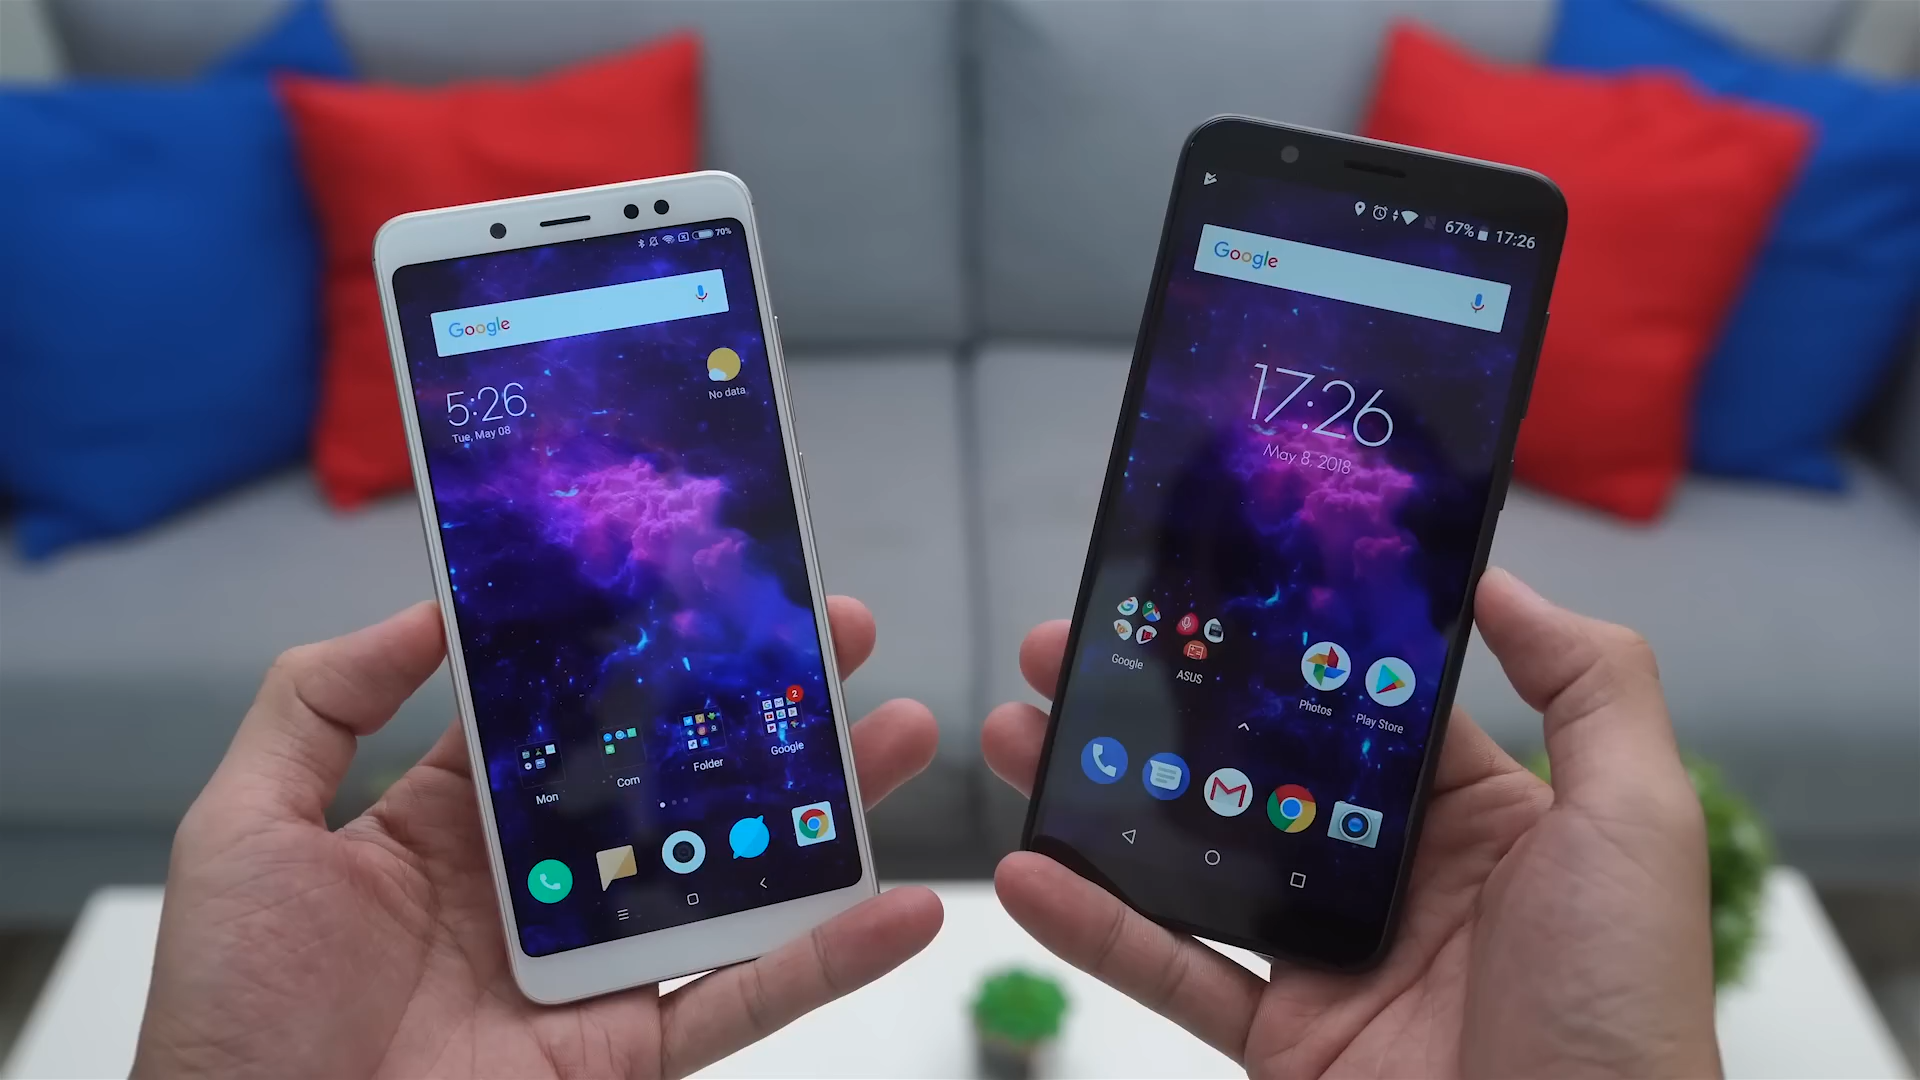 70%
Google
No data
5:26
Tue, May 08
2
Mon
Com
Folder
Google
67% 17:26
Google
17:26
May 8, 2018
Google
ASUS
Photos
Play Store